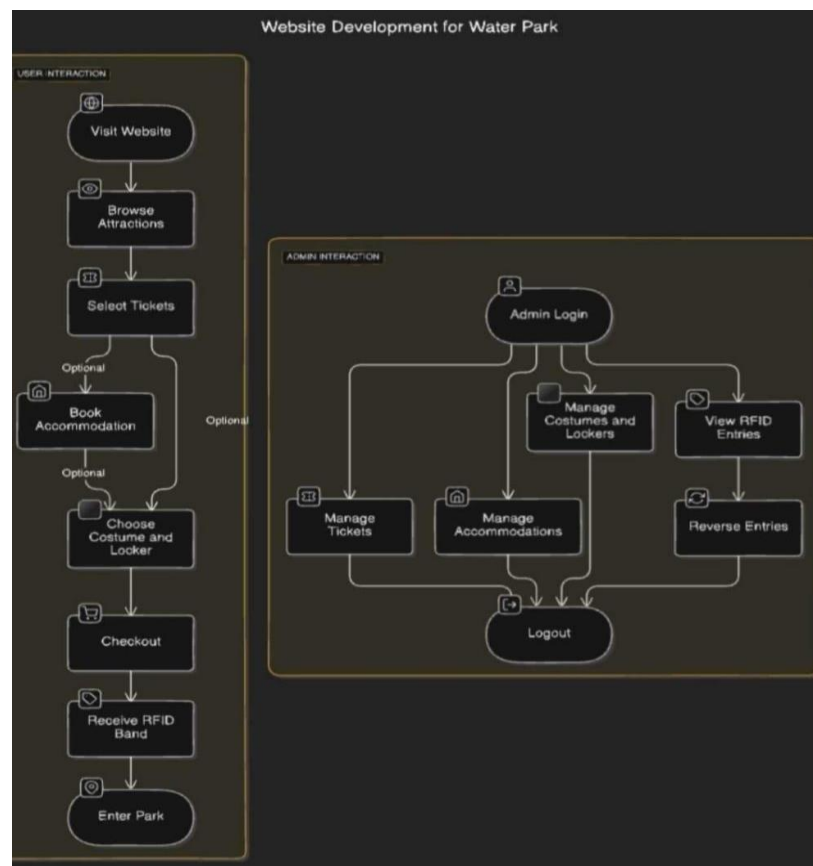 Website Development for Water Park
USER INTERACTION
Visit Website
Browse
Attractions
Select Tickets
Optional
Book
Accommodation
Optional
Optional
Choose
Costume and
Locker
Checkout
Receive RFID
Band
Enter Park
ADMIN INTERACTION
Admin Login
Manage
Costumes and
Lockers
View RFID
Entries
Manage
Tickets
Manage
Accommodations
Reverse Entries
Logout